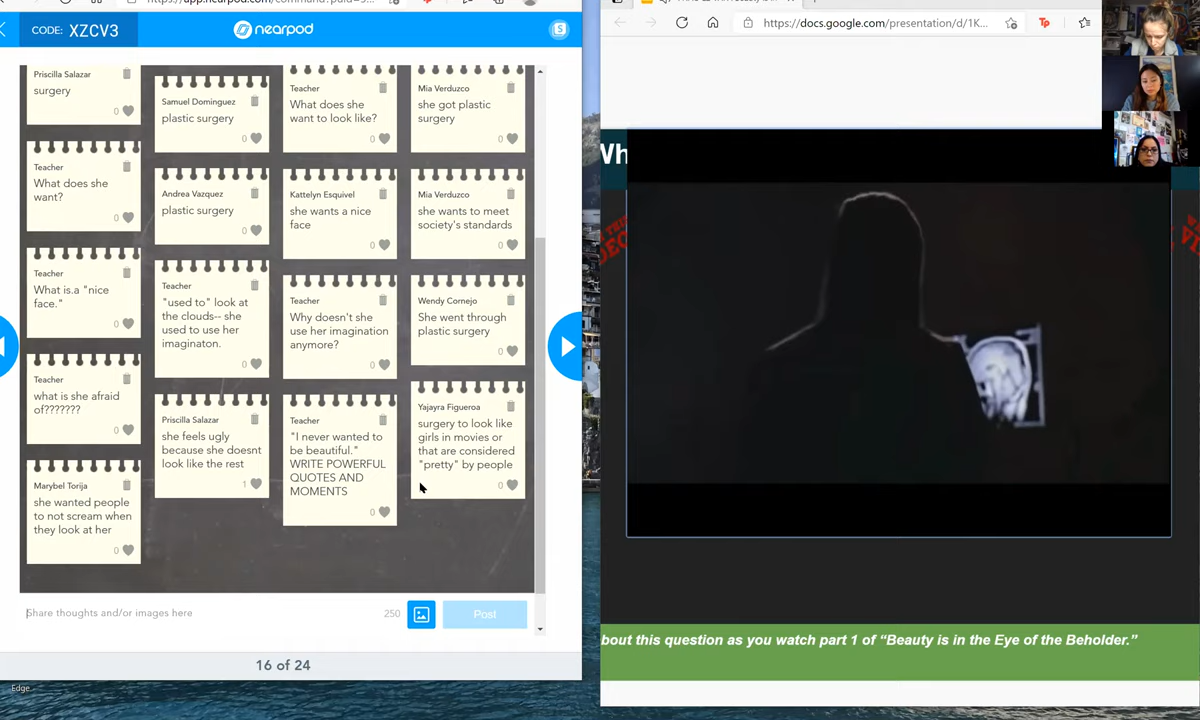 CODE: XZCV3
nearpod
S
Priscilla Salazar
surgery
0
Teacher
What does she
want?
0
Teacher
What is.a "nice
face."
0
Teacher
what is she afraid
of???????
0
Marybel Torija
she wanted people
to not scream when
they look at her
0
Samuel Dominguez
plastic surgery
0
Andrea Vazquez
plastic surgery
0
Teacher
"used to" look at
the clouds-- she
used to use her
imaginaton.
0
Priscilla Salazar
she feels ugly
because she doesnt
look like the rest
1
Teacher
What does she
want to look like?
0
Kattelyn Esquivel
she wants a nice
face
0
Teacher
Why doesn't she
use her imagination
anymore?
0
Teacher
"I never wanted to
be beautiful."
WRITE POWERFUL
QUOTES AND
MOMENTS
0
Mia Verduzco
she got plastic
surgery
0
Mia Verduzco
she wants to meet
society's standards
0
Wendy Cornejo
She went through
plastic surgery
0
Yajayra Figueroa
surgery to look like
girls in movies or
that are considered
"pretty" by people
0
Share thoughts and/or images here
250
Post
16 of 24
Edge
https://docs.google.com/presentation/d/1K...
Tp
Wh
bout this question as you watch part 1 of "Beauty is in the Eye of the Beholder."